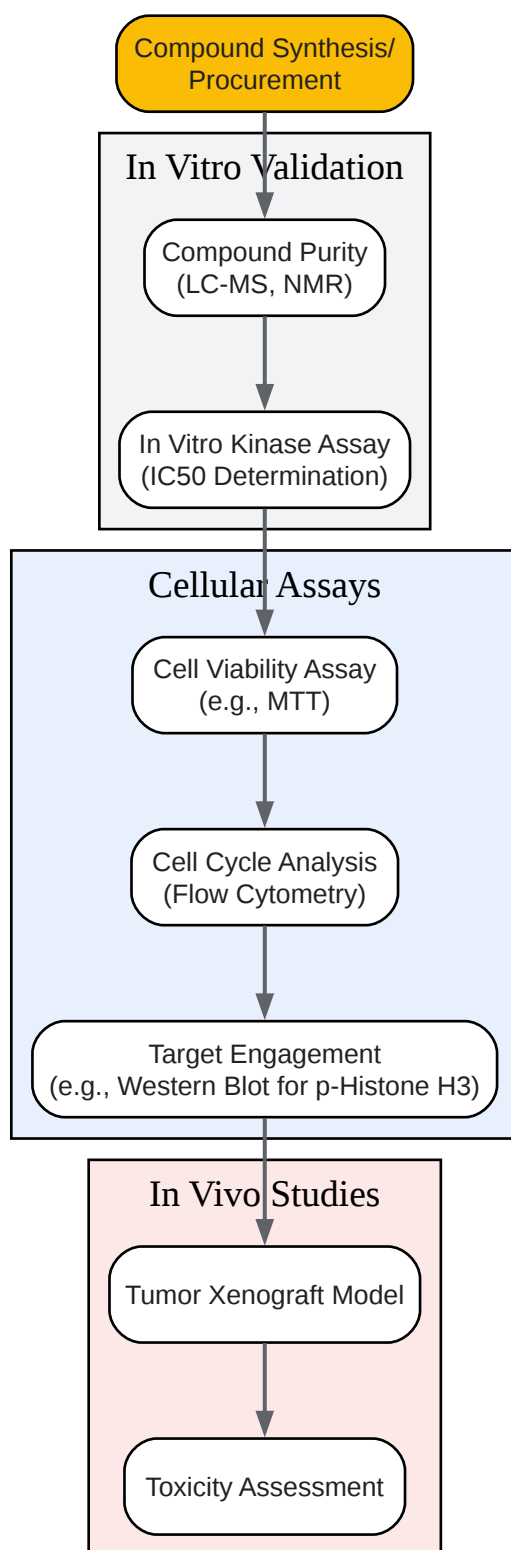 Compound Synthesis/
Procurement
In Vitro Validation
Compound Purity
(LC-MS, NMR)
In Vitro Kinase Assay
(IC50 Determination)
Cellular Assays
Cell Viability Assay
(e.g., MTT)
Cell Cycle Analysis
(Flow Cytometry)
Target Engagement
(e.g., Western Blot for p-Histone H3)
In Vivo Studies
Tumor Xenograft Model
Toxicity Assessment